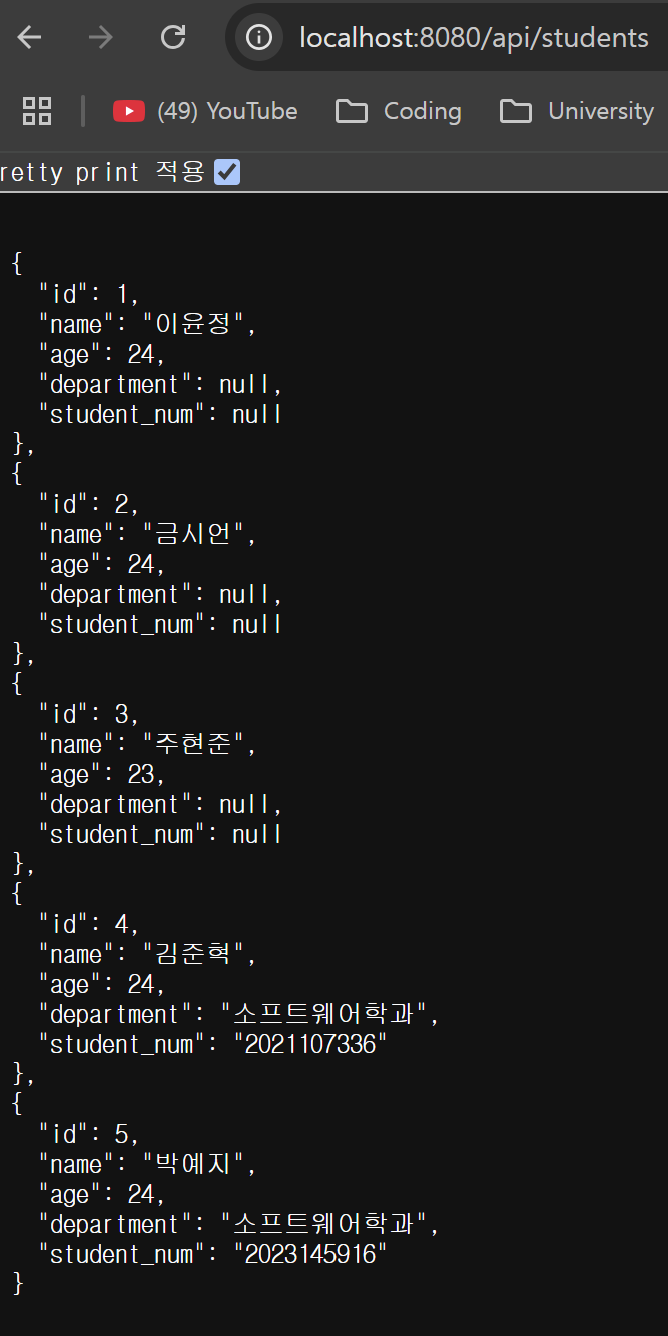 localhost:8080/api/students
(49) YouTube Coding University
retty print 적용
{
"id": 1,
"name": "이윤정",
"age": 24,
"department": null,
"student_num": null
},
{
"id": 2,
"name": "금시언",
"age": 24,
"department": null,
"student_num": null
},
{
"id": 3,
"name": "주현준",
"age": 23,
"department": null,
"student_num": null
},
{
"id": 4,
"name": "김준혁",
"age": 24,
"department": "소프트웨어학과",
"student_num": "2021107336"
},
{
"id": 5,
"name": "박예지",
"age": 24,
"department": "소프트웨어학과",
"student_num": "2023145916"
}